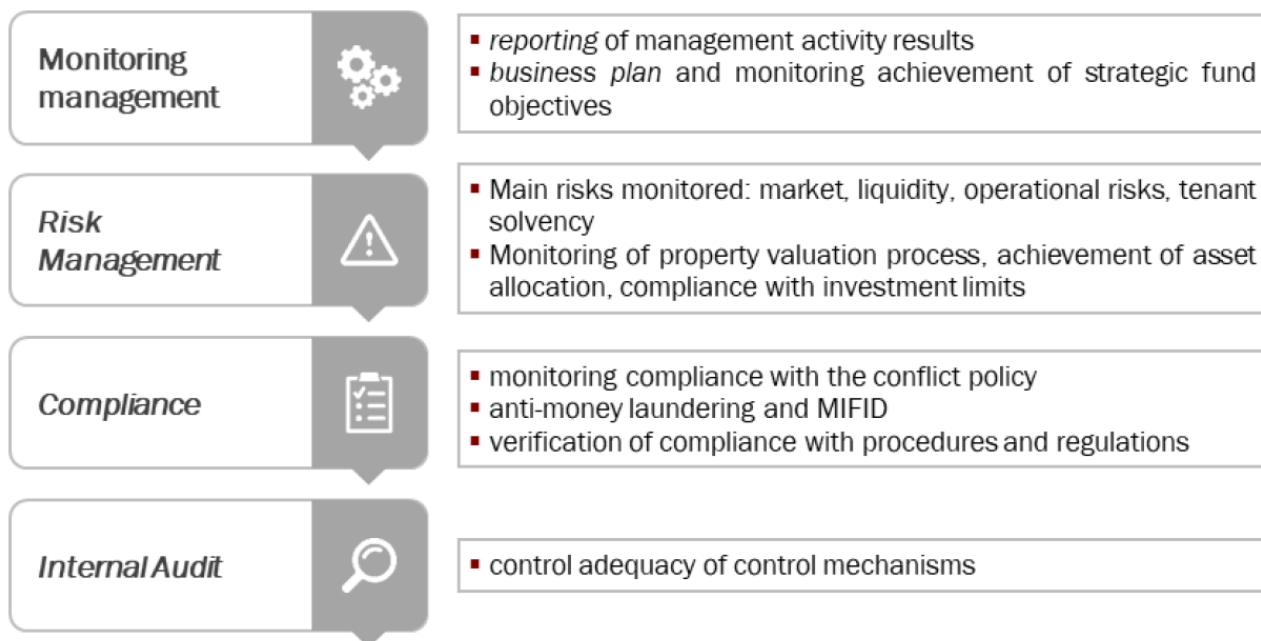 Monitoring
management
▪ reporting of management activity results
▪ business plan and monitoring achievement of strategic fund
objectives
Risk
Management
▪ Main risks monitored: market, liquidity, operational risks, tenant
solvency
▪ Monitoring of property valuation process, achievement of asset
allocation, compliance with investment limits
Compliance
▪ monitoring compliance with the conflict policy
▪ anti-money laundering and MIFID
▪ verification of compliance with procedures and regulations
Internal Audit
▪ control adequacy of control mechanisms